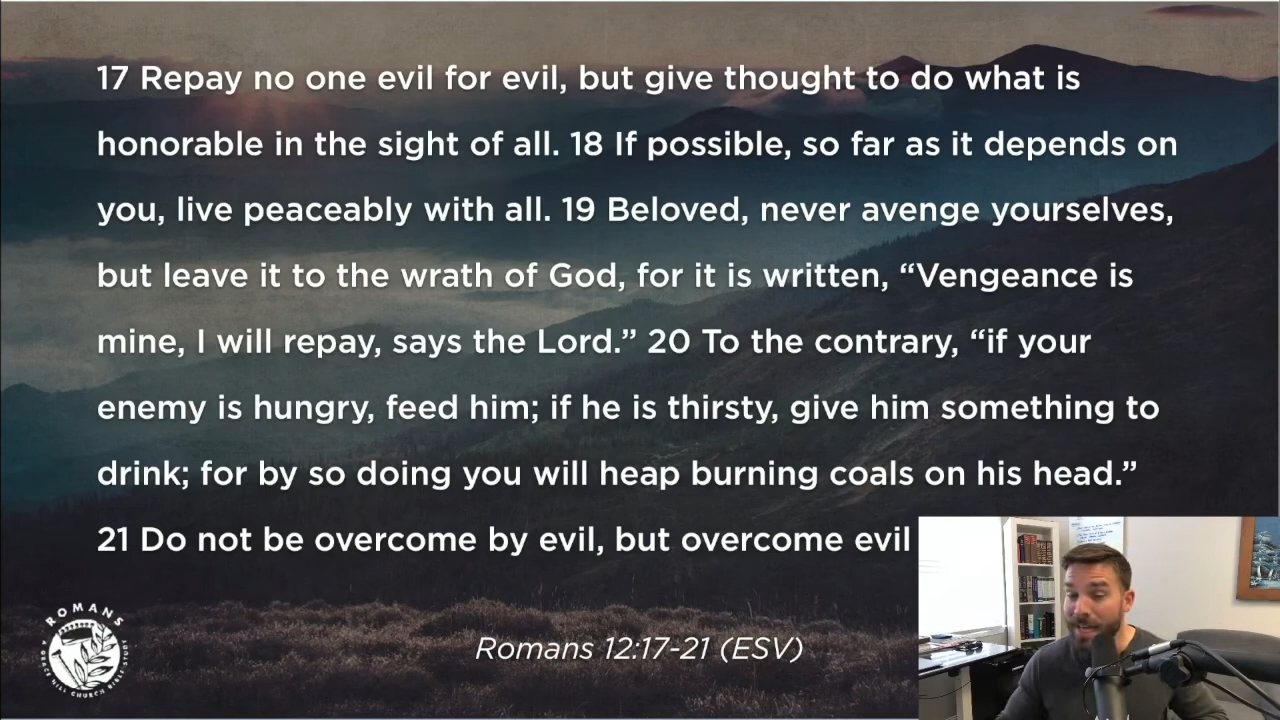 17 Repay no one evil for evil, but give thought to do what is
honorable in the sight of all. 18 If possible, so far as it depends on
you, live peaceably with all. 19 Beloved, never avenge yourselves,
but leave it to the wrath of God, for it is written, “Vengeance is
mine, I will repay, says the Lord.” 20 To the contrary, “if your
enemy is hungry, feed him; if he is thirsty, give him something to
drink; for by so doing you will heap burning coals on his head.”
21 Do not be overcome by evil, but overcome evil
Romans 12:17-21 (ESV)
ROMANS
A GRACE HILL CHURCH BIBLE STUDY